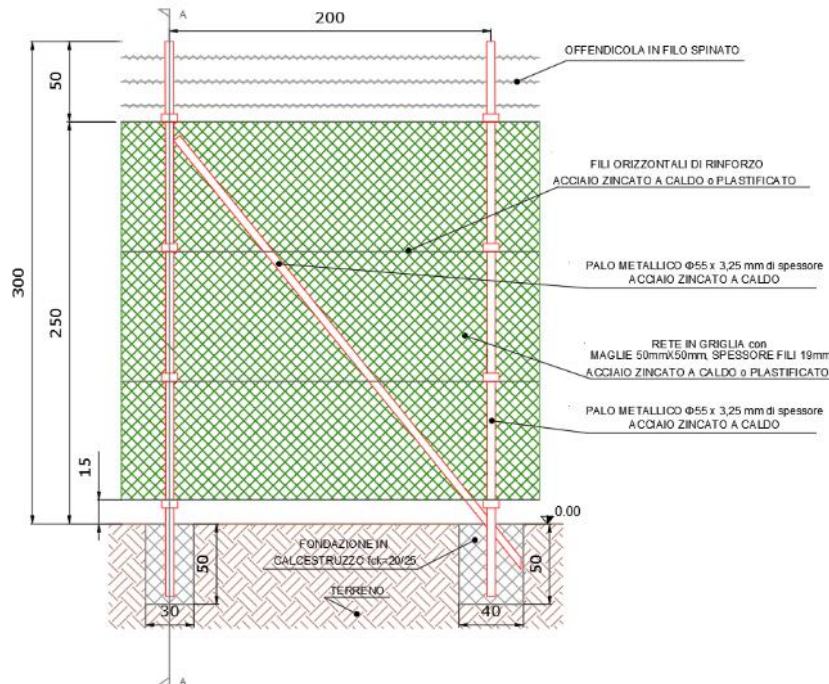 A
200
50
OFFENDICOLA IN FILO SPINATO
FILI ORIZZONTALI DI RINFORZO
ACCIAIO ZINCATO A CALDO o PLASTIFICATO
300
250
PALO METALLICO Φ55 x 3,25 mm di spessore
ACCIAIO ZINCATO A CALDO
RETE IN GRIGLIA con
MAGLIE 50mmX50mm, SPESSORE FILI 19mm
ACCIAIO ZINCATO A CALDO o PLASTIFICATO
PALO METALLICO Φ55 x 3,25 mm di spessore
ACCIAIO ZINCATO A CALDO
15
0.00
FONDAZIONE IN
CALCESTRUZZO fck=20/25
50
50
TERRENO
30
40
A